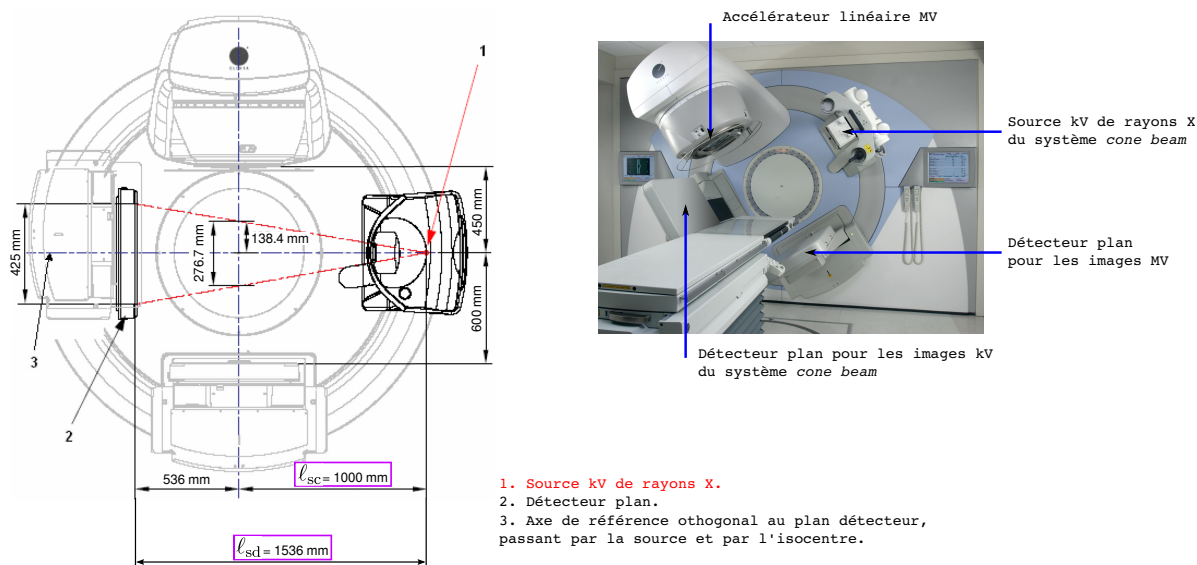 Accélérateur linéaire MV
1
Source kV de rayons X
du système cone beam
450 mm
138.4 mm
276.7 mm
425 mm
Détecteur plan
pour les images MV
600 mm
3
Détecteur plan pour les images kV
du système cone beam
2
536 mm
ℓsc = 1000 mm
1. Source kV de rayons X.
2. Détecteur plan.
3. Axe de référence othogonal au plan détecteur,
passant par la source et par l'isocentre.
ℓsd = 1536 mm